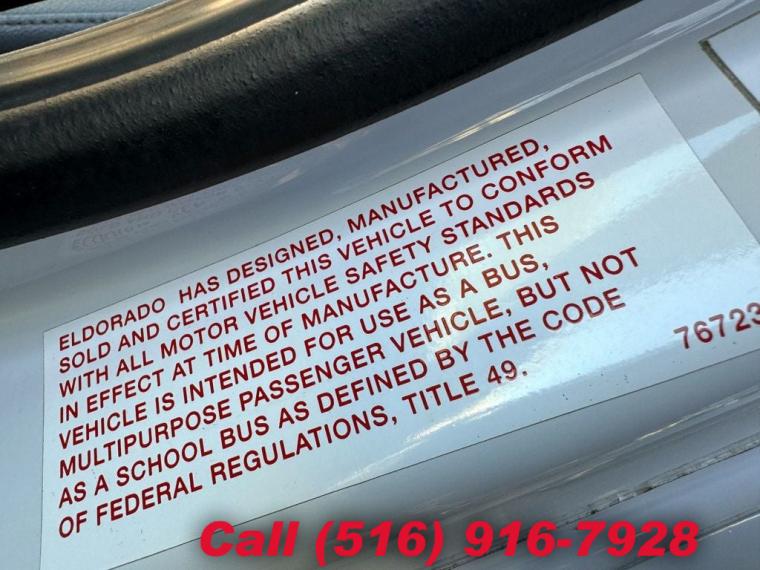 ELDORADO HAS DESIGNED, MANUFACTURED,
SOLD AND CERTIFIED THIS VEHICLE TO CONFORM
WITH ALL MOTOR VEHICLE SAFETY STANDARDS
IN EFFECT AT TIME OF MANUFACTURE. THIS
VEHICLE IS INTENDED FOR USE AS A BUS,
MULTIPURPOSE PASSENGER VEHICLE, BUT NOT
AS A SCHOOL BUS AS DEFINED BY THE CODE
OF FEDERAL REGULATIONS, TITLE 49.
76723
Call (516) 916-7928